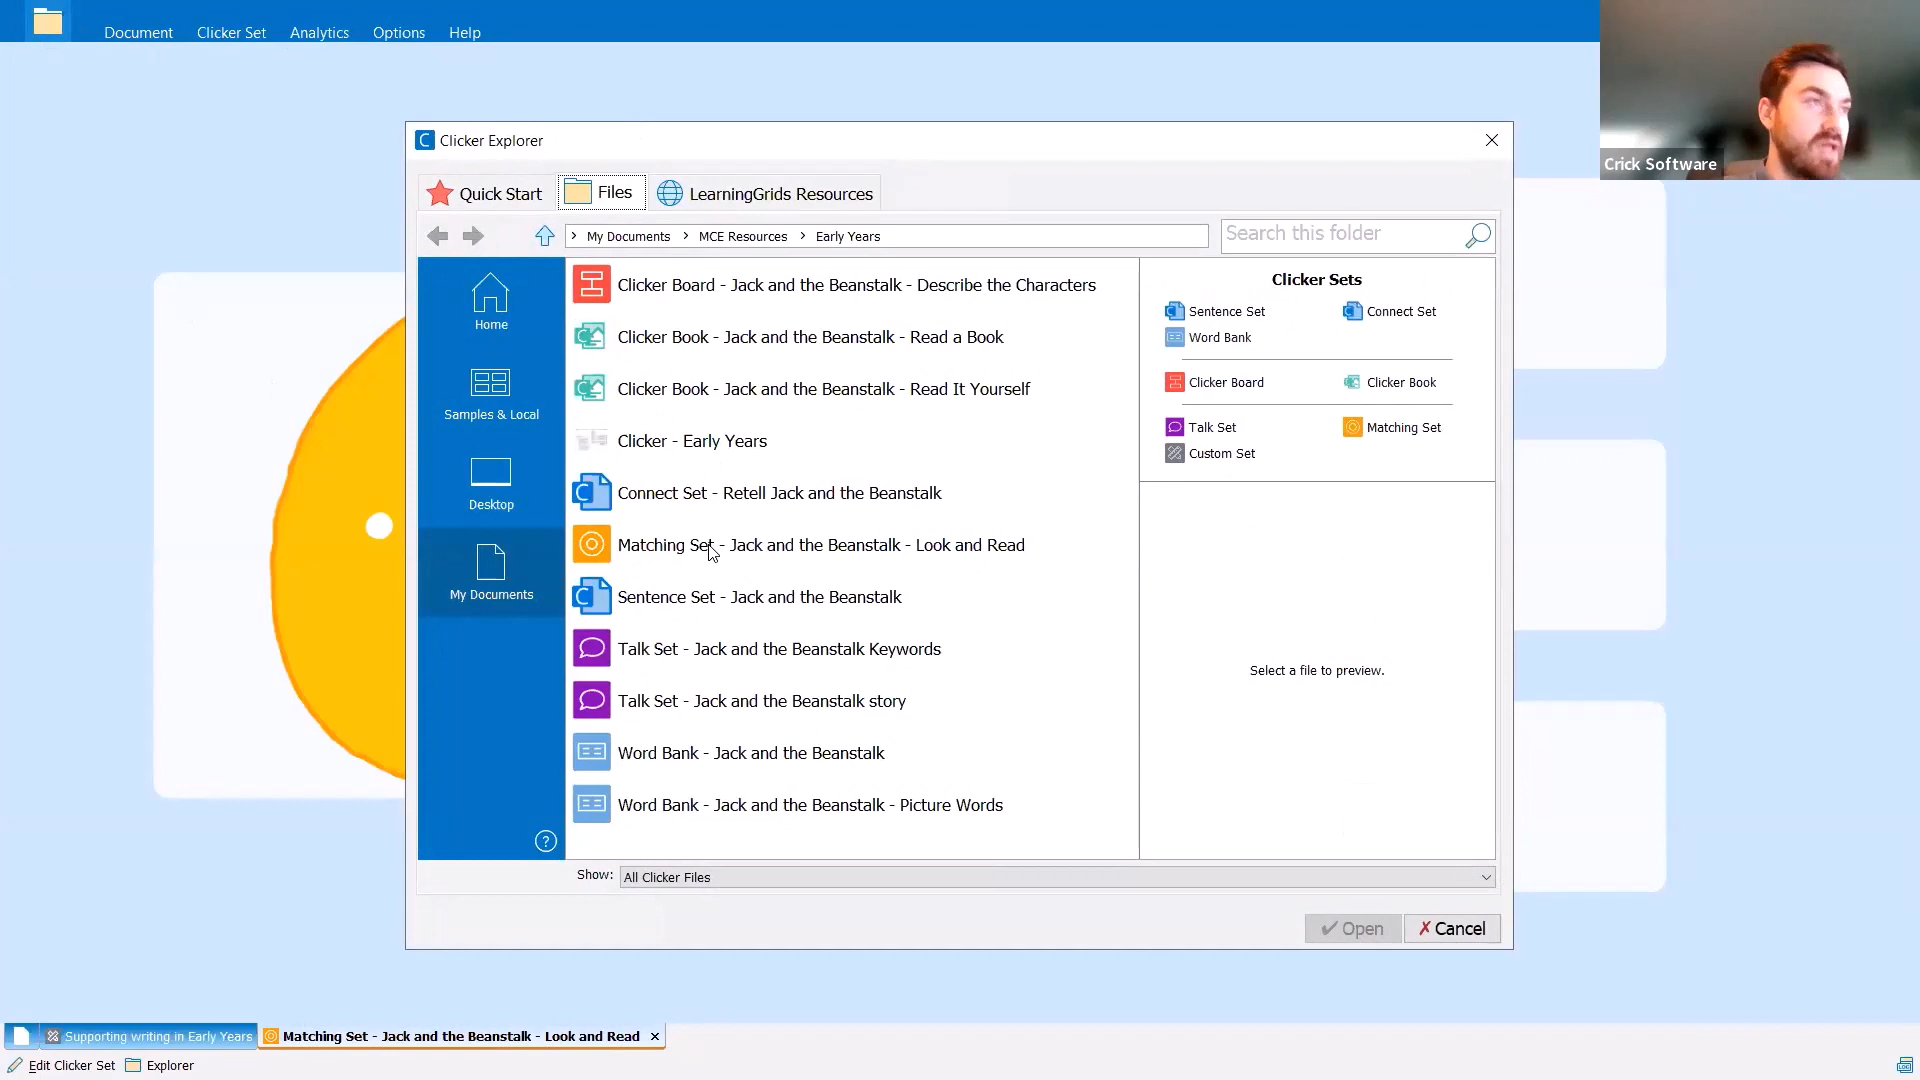 Document Clicker Set Analytics Options Help
Crick Software
Clicker Explorer
Quick Start Files LearningGrids Resources
My Documents > MCE Resources > Early Years
Search this folder
Home
Samples & Local
Desktop
My Documents
Clicker Board - Jack and the Beanstalk - Describe the Characters
Clicker Book - Jack and the Beanstalk - Read a Book
Clicker Book - Jack and the Beanstalk - Read It Yourself
Clicker - Early Years
Connect Set - Retell Jack and the Beanstalk
Matching Set - Jack and the Beanstalk - Look and Read
Sentence Set - Jack and the Beanstalk
Talk Set - Jack and the Beanstalk Keywords
Talk Set - Jack and the Beanstalk story
Word Bank - Jack and the Beanstalk
Word Bank - Jack and the Beanstalk - Picture Words
Clicker Sets
Sentence Set Connect Set
Word Bank
Clicker Board Clicker Book
Talk Set Matching Set
Custom Set
Select a file to preview.
Show: All Clicker Files
Open Cancel
Supporting writing in Early Years Matching Set - Jack and the Beanstalk - Look and Read
Edit Clicker Set Explorer